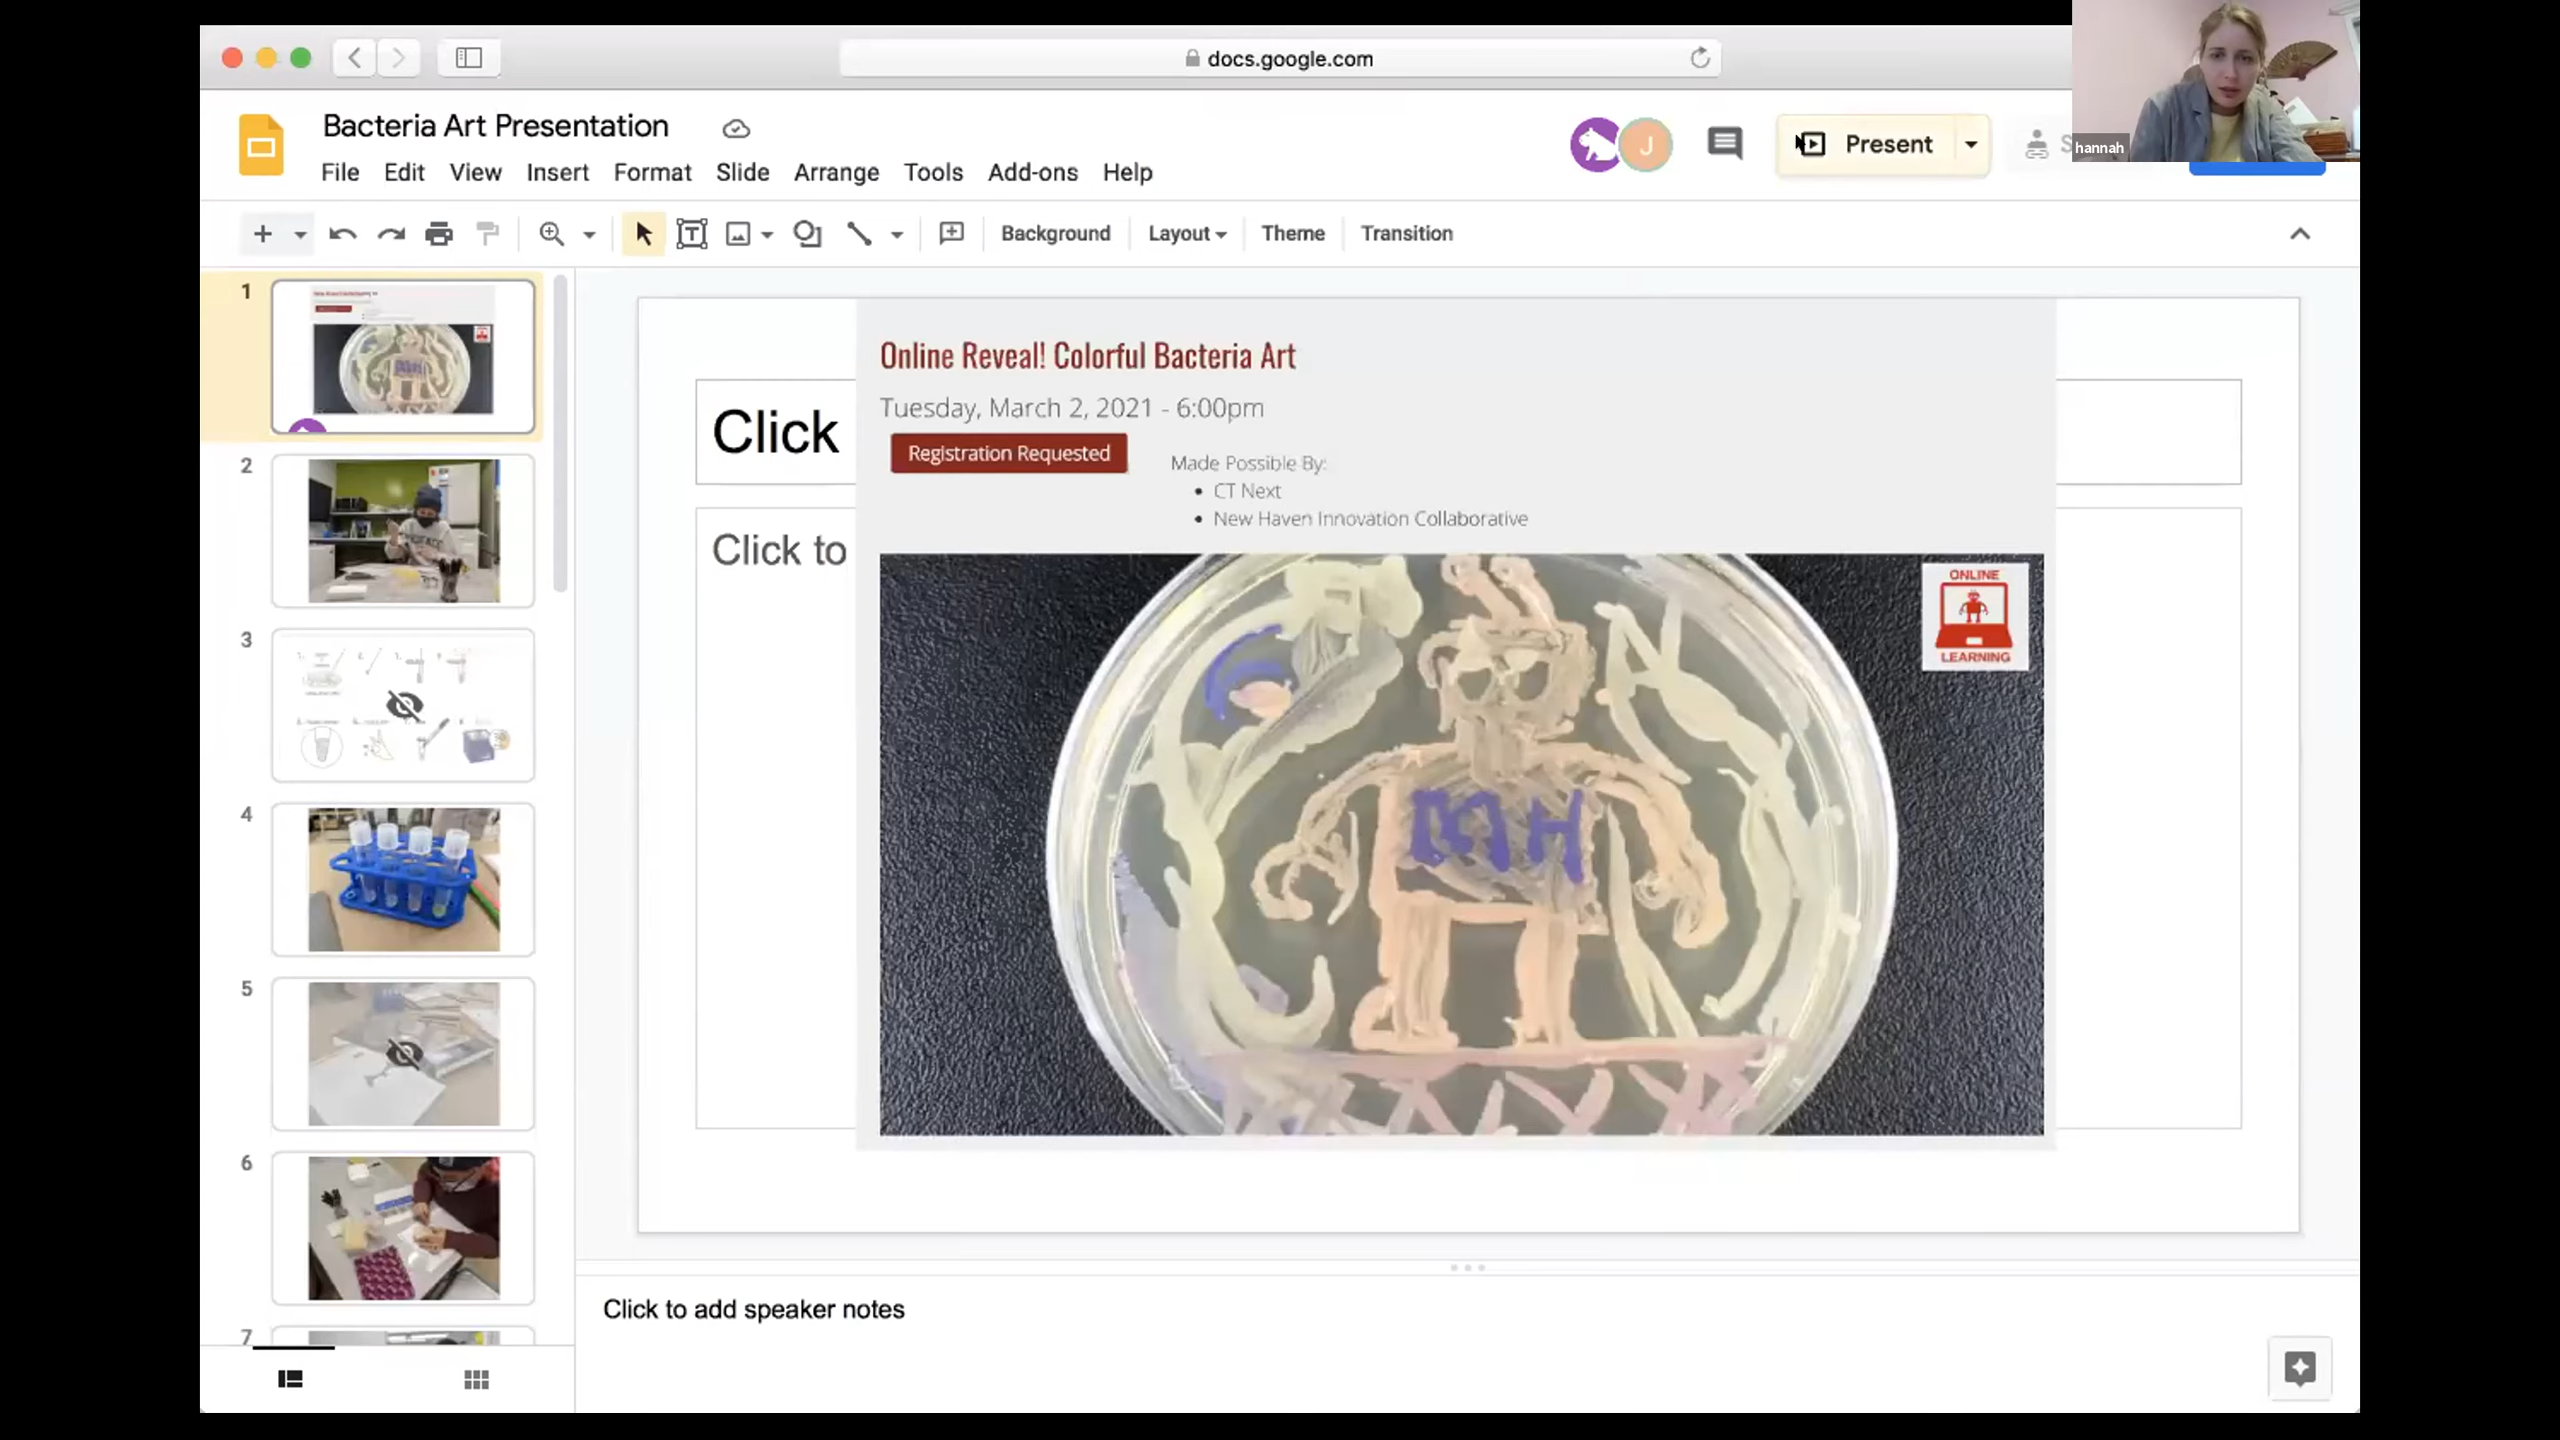 docs.google.com
hannah
Bacteria Art Presentation
J
Present
File Edit View Insert Format Slide Arrange Tools Add-ons Help
Background Layout Theme Transition
1
2
3
4
5
6
7
Online Reveal! Colorful Bacteria Art
Tuesday, March 2, 2021 - 6:00pm
Click
Registration Requested
Made Possible By:
• CT Next
• New Haven Innovation Collaborative
Click to
ONLINE
LEARNING
MH
Click to add speaker notes